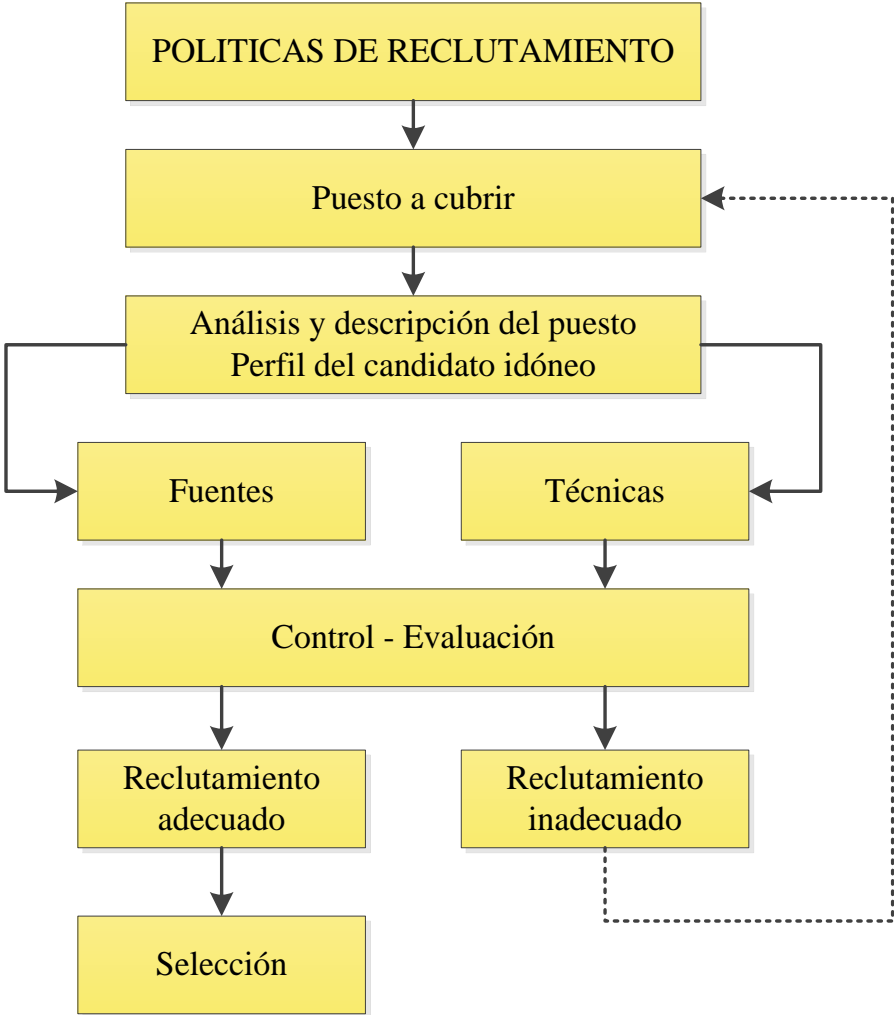 POLITICAS DE RECLUTAMIENTO
Puesto a cubrir
Análisis y descripción del puesto
Perfil del candidato idóneo
Fuentes
Técnicas
Control - Evaluación
Reclutamiento
adecuado
Reclutamiento
inadecuado
Selección